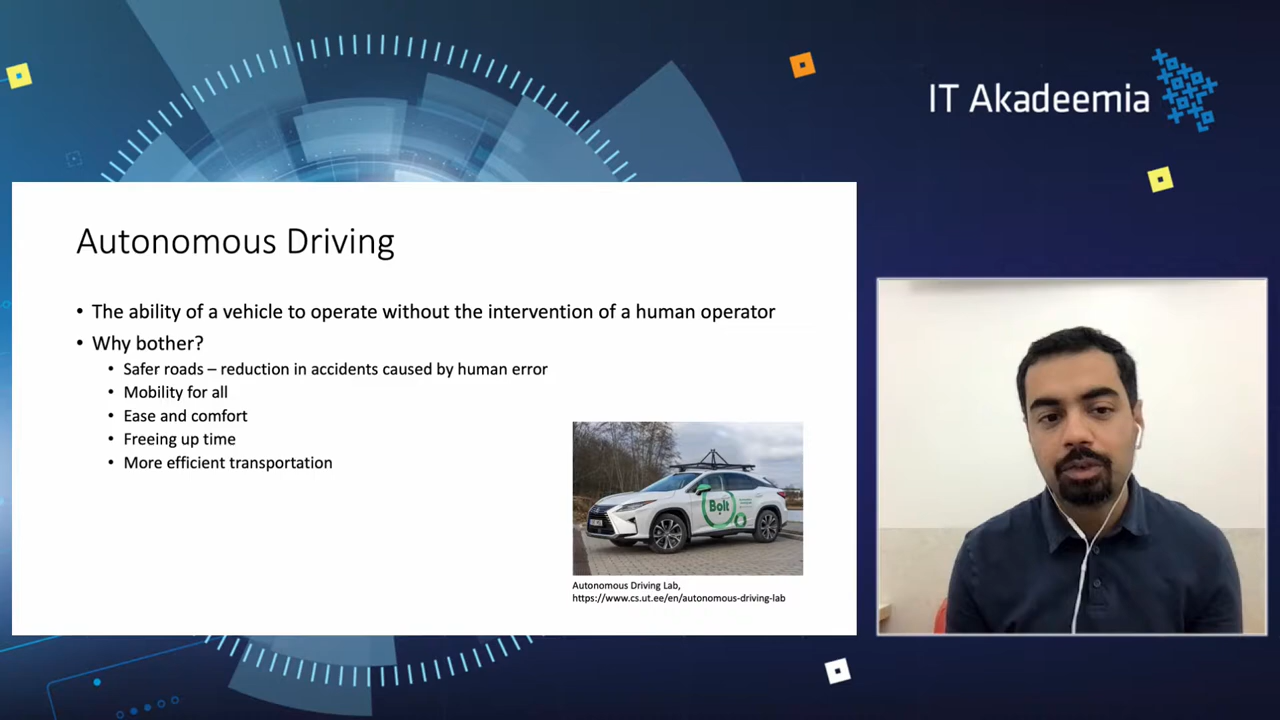 IT Akadeemia
Autonomous Driving
• The ability of a vehicle to operate without the intervention of a human operator
• Why bother?
• Safer roads – reduction in accidents caused by human error
• Mobility for all
• Ease and comfort
• Freeing up time
• More efficient transportation
Bolt
Autonomous Driving Lab,
https://www.cs.ut.ee/en/autonomous-driving-lab